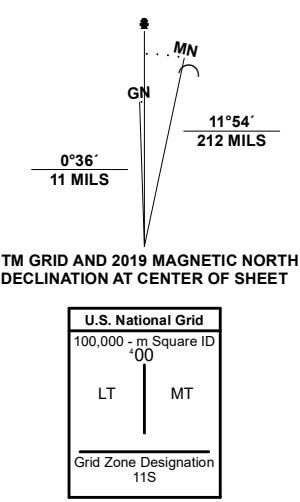 MN
GN
11°54´
212 MILS
0°36´
11 MILS
TM GRID AND 2019 MAGNETIC NORTH
DECLINATION AT CENTER OF SHEET
U.S. National Grid
100,000 - m Square ID
⁴00
LT MT
Grid Zone Designation
11S